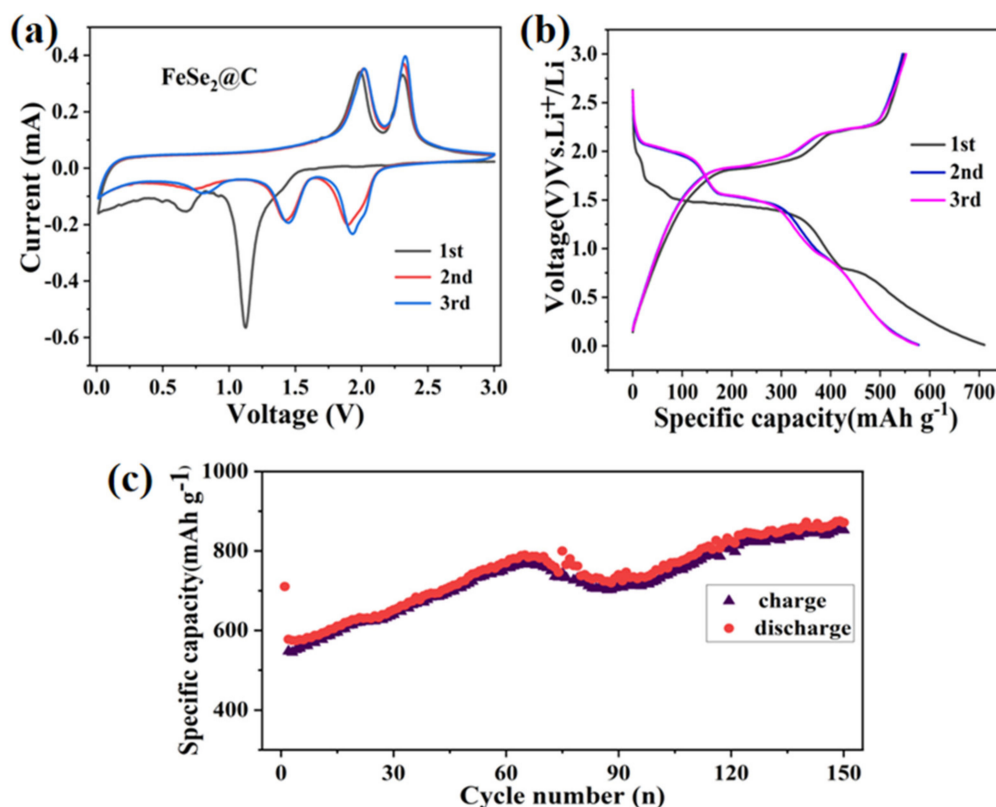 (a)
FeSe2@C
0.4
0.2
0.0
-0.2
-0.4
-0.6
Current (mA)
1st
2nd
3rd
0.0 0.5 1.0 1.5 2.0 2.5 3.0
Voltage (V)
(b)
3.0
2.5
2.0
1.5
1.0
0.5
0.0
Voltage(V)Vs.Li+/Li
1st
2nd
3rd
0 100 200 300 400 500 600 700
Specific capacity(mAh g-1)
(c)
1000
800
600
400
Specific capacity(mAh g-1)
charge
discharge
0 30 60 90 120 150
Cycle number (n)